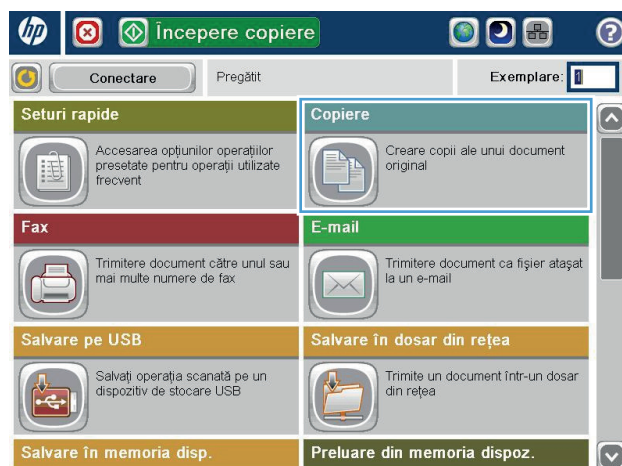 hp
Începere copiere
?
Conectare
Pregătit
Exemplare: 1
Seturi rapide
Accesarea opțiunilor operațiilor
presetate pentru operații utilizate
frecvent
Copiere
Creare copii ale unui document
original
Fax
Trimitere document către unul sau
mai multe numere de fax
E-mail
Trimitere document ca fișier atașat
la un e-mail
Salvare pe USB
Salvați operația scanată pe un
dispozitiv de stocare USB
Salvare în dosar din rețea
Trimite un document într-un dosar
din rețea
Salvare în memoria disp.
Preluare din memoria dispoz.